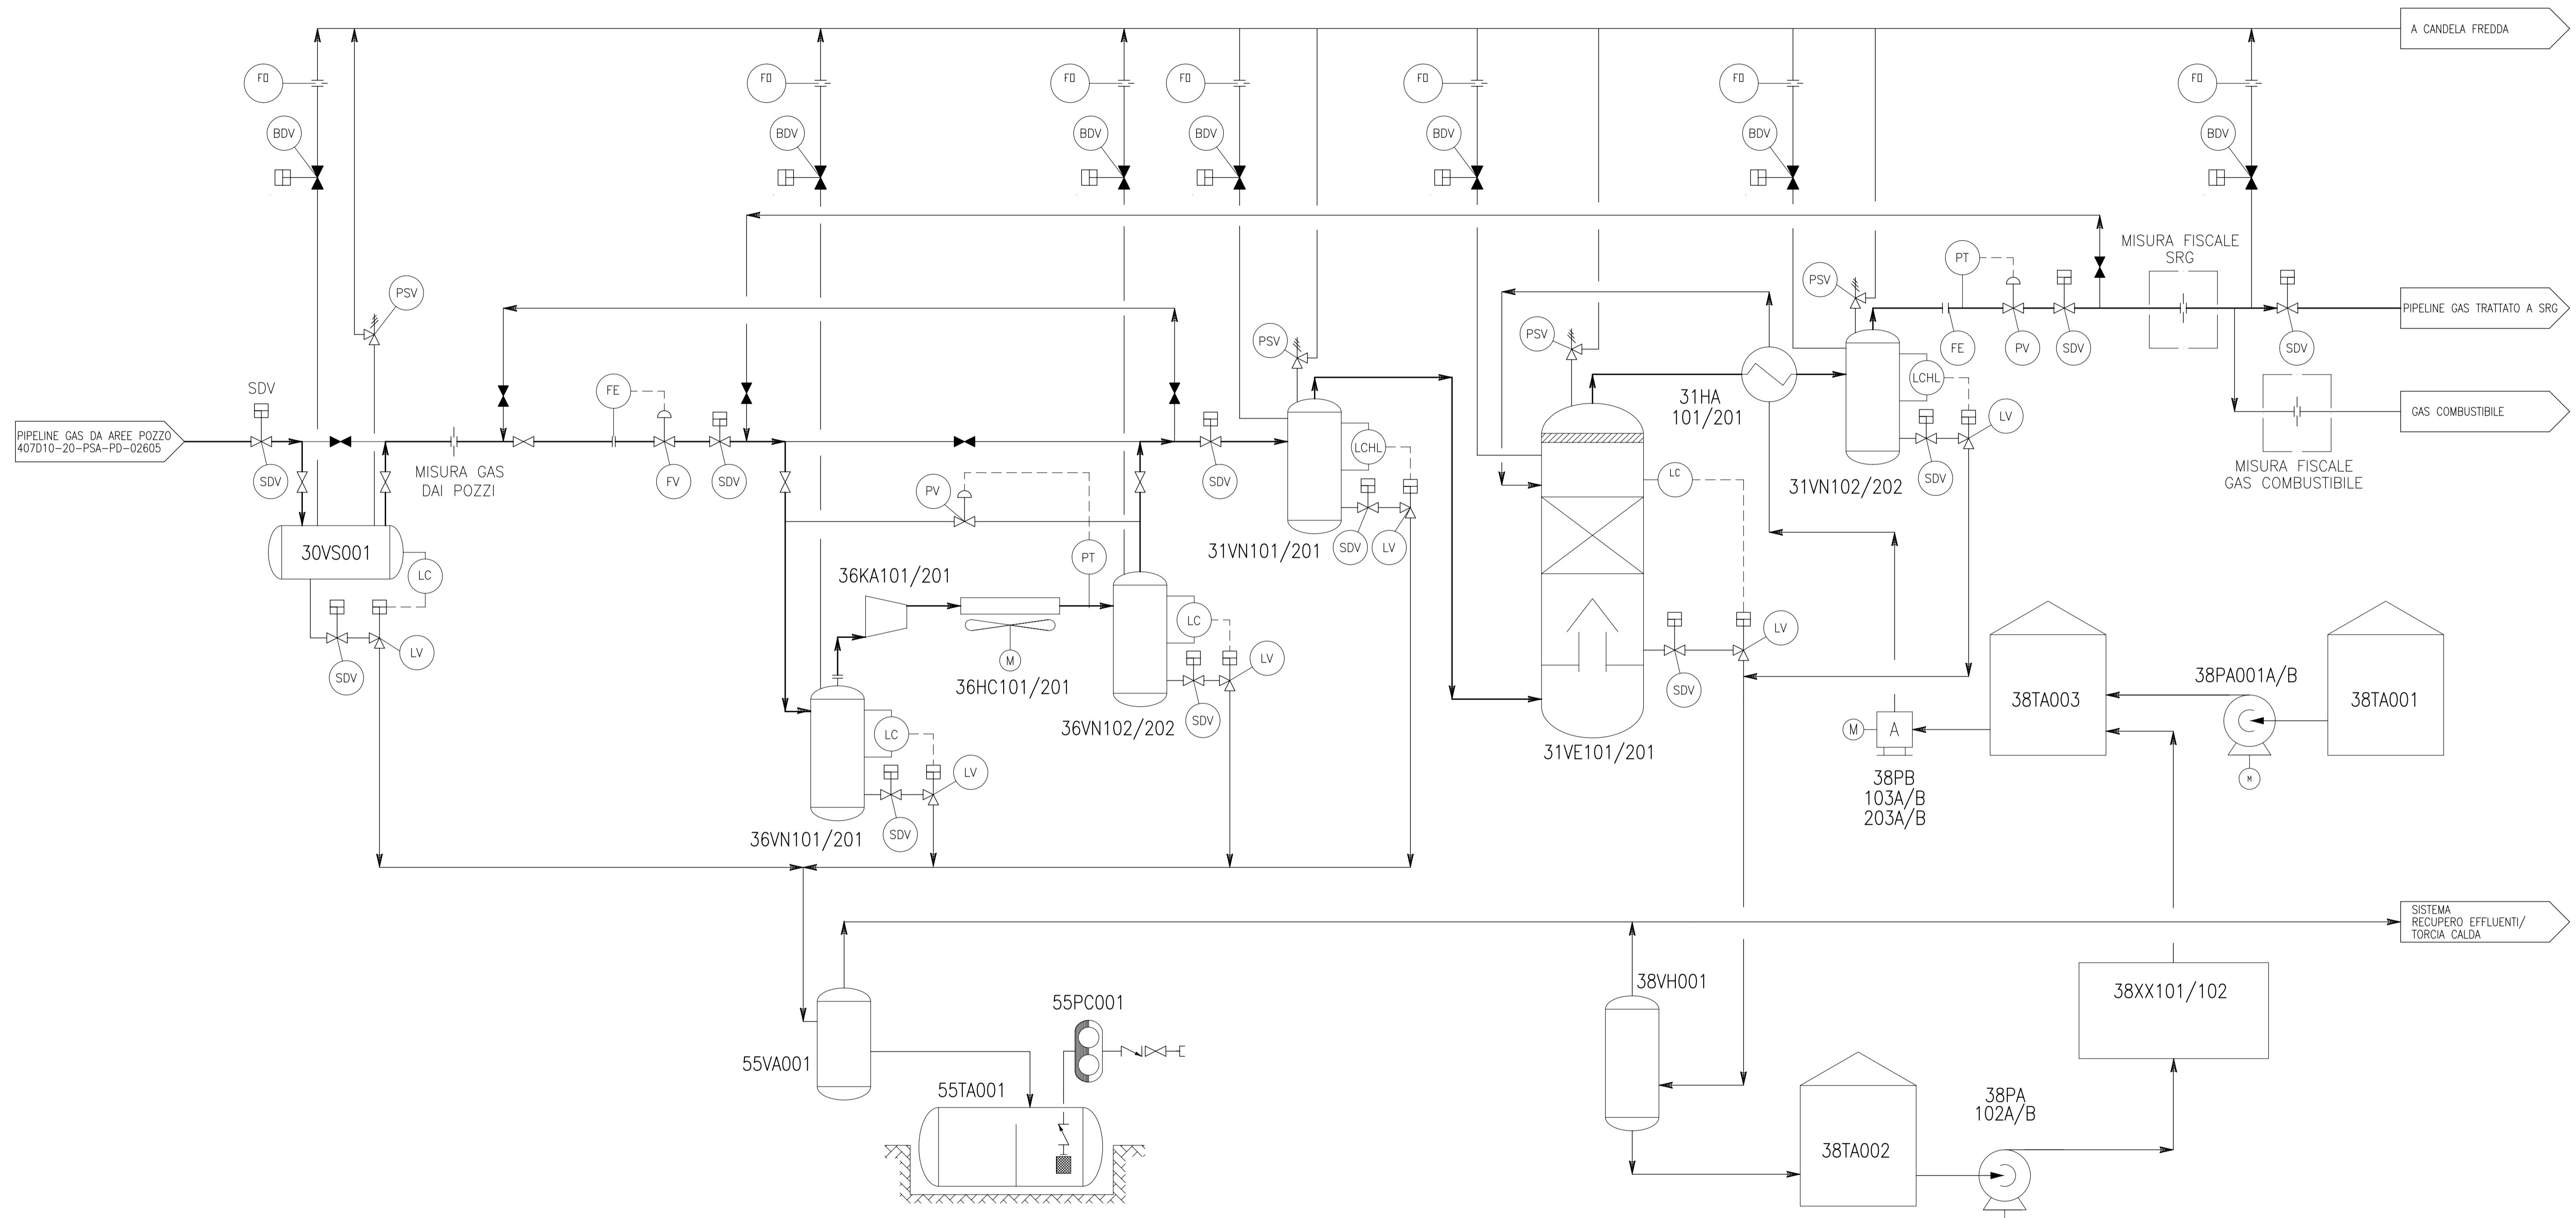 A CANDELA FREDDA
FO
FO
FO
FO
FO
FO
FO
BDV
BDV
BDV
BDV
BDV
BDV
BDV
MISURA FISCALE
SRG
PSV
PSV
PT
PIPELINE GAS TRATTATO A SRG
PSV
PSV
FE
PV
SDV
SDV
SDV
FE
31HA
101/201
LCHL
LV
GAS COMBUSTIBILE
PIPELINE GAS DA AREE POZZO
407D10-20-PSA-PD-02605
LCHL
MISURA GAS
DAI POZZI
SDV
FV
SDV
PV
SDV
LC
31VN102/202
SDV
MISURA FISCALE
GAS COMBUSTIBILE
30VS001
LC
PT
31VN101/201
SDV
LV
36KA101/201
LC
LV
LV
SDV
M
36HC101/201
LV
SDV
36VN102/202
SDV
38PA001A/B
38TA003
38TA001
LC
M
A
31VE101/201
LV
M
38PB
103A/B
203A/B
36VN101/201
SDV
SISTEMA
RECUPERO EFFLUENTI/
TORCIA CALDA
55PC001
38VH001
38XX101/102
55VA001
55TA001
38PA
102A/B
38TA002